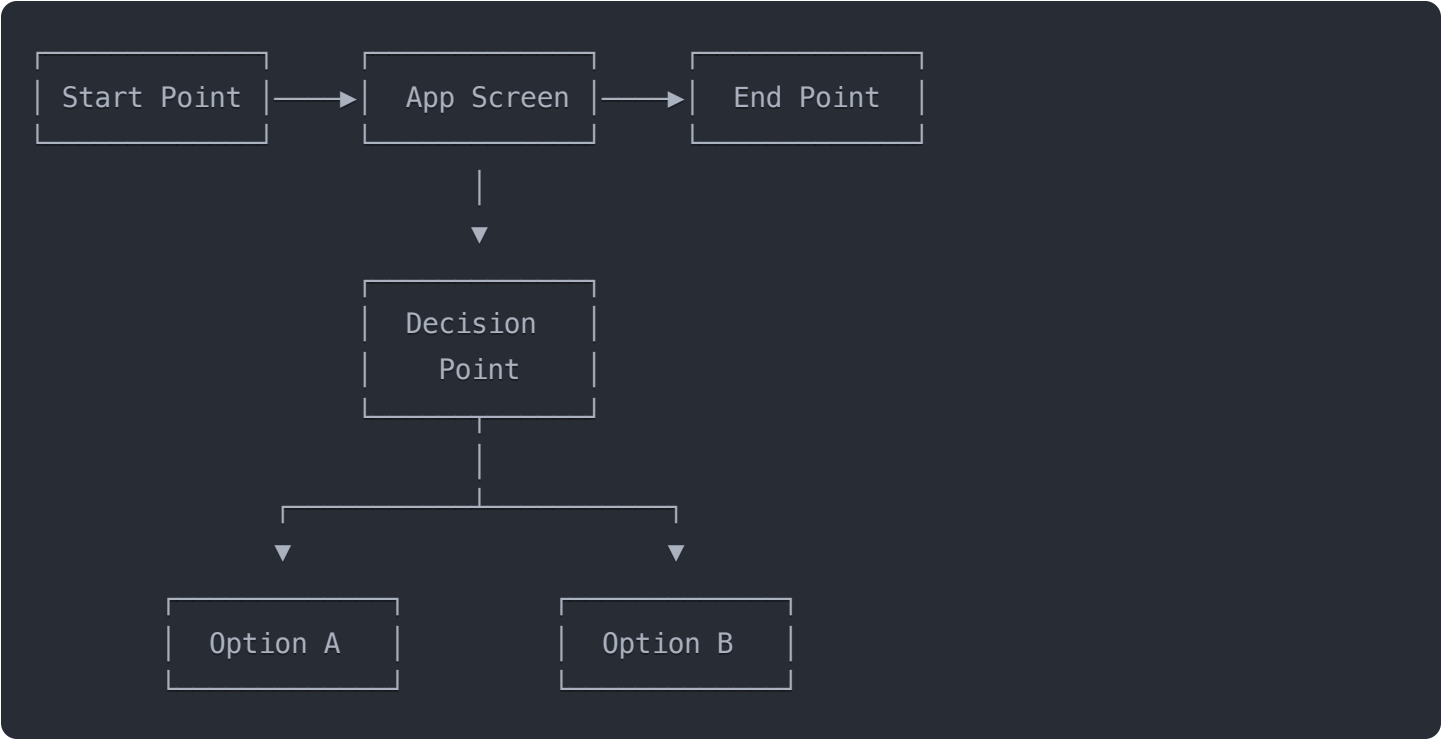 Start Point App Screen End Point
Decision
Point
Option A Option B